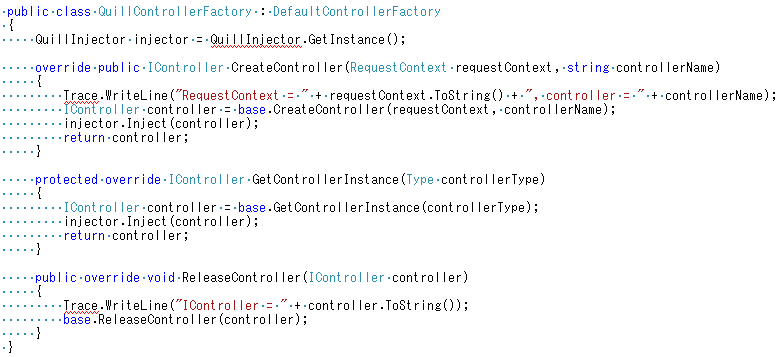 public class QuillControllerFactory : DefaultControllerFactory
{
    QuillInjector injector = QuillInjector.GetInstance();

    override public IController CreateController(RequestContext requestContext, string controllerName)
    {
        Trace.WriteLine("RequestContext = " + requestContext.ToString() + ", controller = " + controllerName);
        IController controller = base.CreateController(requestContext, controllerName);
        injector.Inject(controller);
        return controller;
    }

    protected override IController GetControllerInstance(Type controllerType)
    {
        IController controller = base.GetControllerInstance(controllerType);
        injector.Inject(controller);
        return controller;
    }

    public override void ReleaseController(IController controller)
    {
        Trace.WriteLine("IController = " + controller.ToString());
        base.ReleaseController(controller);
    }
}